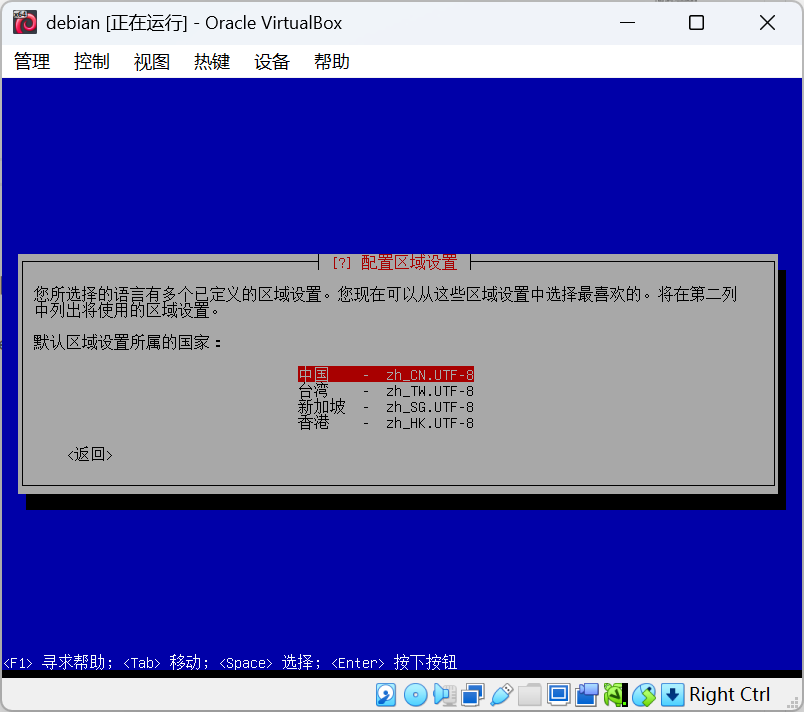 debian [正在运行] - Oracle VirtualBox
管理 控制 视图 热键 设备 帮助
[?] 配置区域设置
您所选择的语言有多个已定义的区域设置。您现在可以从这些区域设置中选择最喜欢的。将在第二列
中列出将使用的区域设置。
默认区域设置所属的国家：
中国 - zh_CN.UTF-8
台湾 - zh_TW.UTF-8
新加坡 - zh_SG.UTF-8
香港 - zh_HK.UTF-8
<返回>
<F1> 寻求帮助; <Tab> 移动; <Space> 选择; <Enter> 按下按钮
Right Ctrl